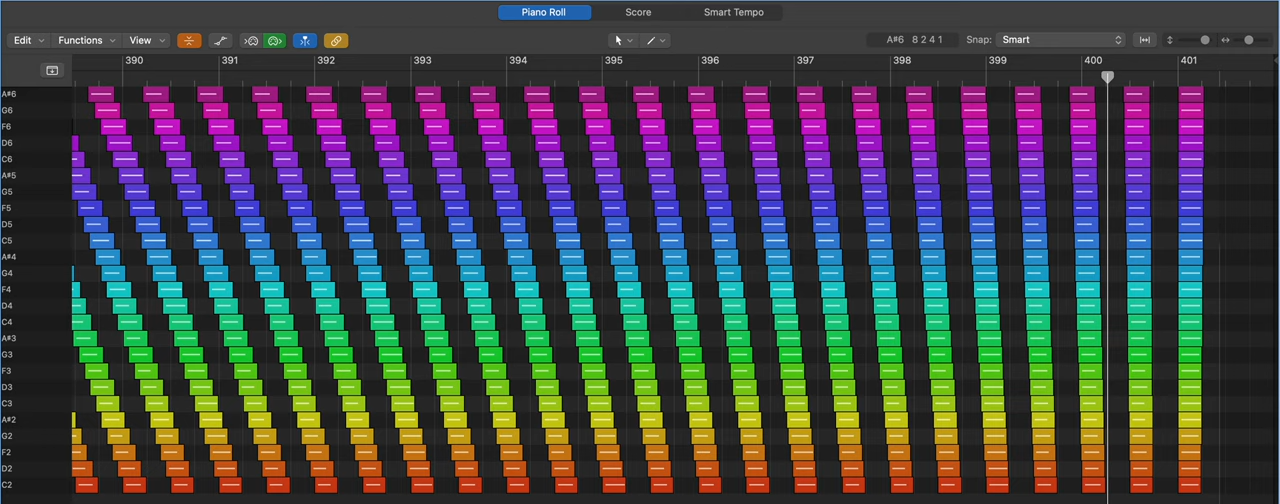 Piano Roll Score Smart Tempo
Edit Functions View A#6 8 2 4 1 Snap: Smart
390 391 392 393 394 395 396 397 398 399 400 401
A#6
G6
F6
D6
C6
A#5
G5
F5
D5
C5
A#4
G4
F4
D4
C4
A#3
G3
F3
D3
C3
A#2
G2
F2
D2
C2